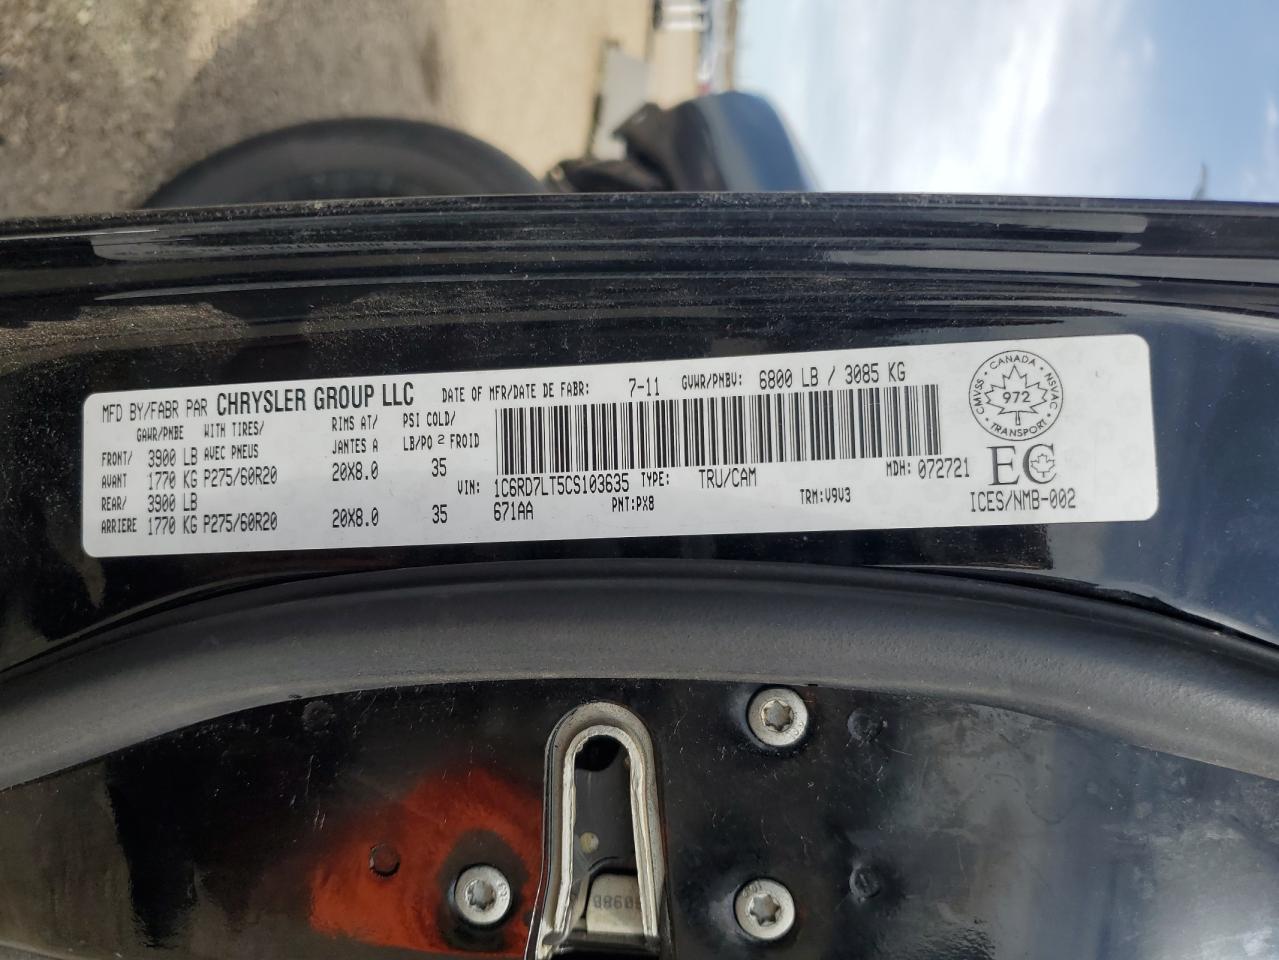 MFD BY/FABR PAR CHRYSLER GROUP LLC DATE OF MFR/DATE DE FABR: 7-11 GVWR/PNBV: 6800 LB / 3085 KG
GAWR/PNBE WITH TIRES/ RIMS AT/ PSI COLD/
AVEC PNEUS JANTES A LB/PO2 FROID
FRONT/ 3900 LB
AVANT 1770 KG P275/60R20 20X8.0 35
REAR/ 3900 LB
ARRIERE 1770 KG P275/60R20 20X8.0 35
VIN: 1C6RD7LT5CS103635 TYPE: TRU/CAM MDH: 072721
671AA PNT:PX8 TRM:V9V3
CANADA
CMVSS 972 NSVAC
TRANSPORT
EC
ICES/NMB-002